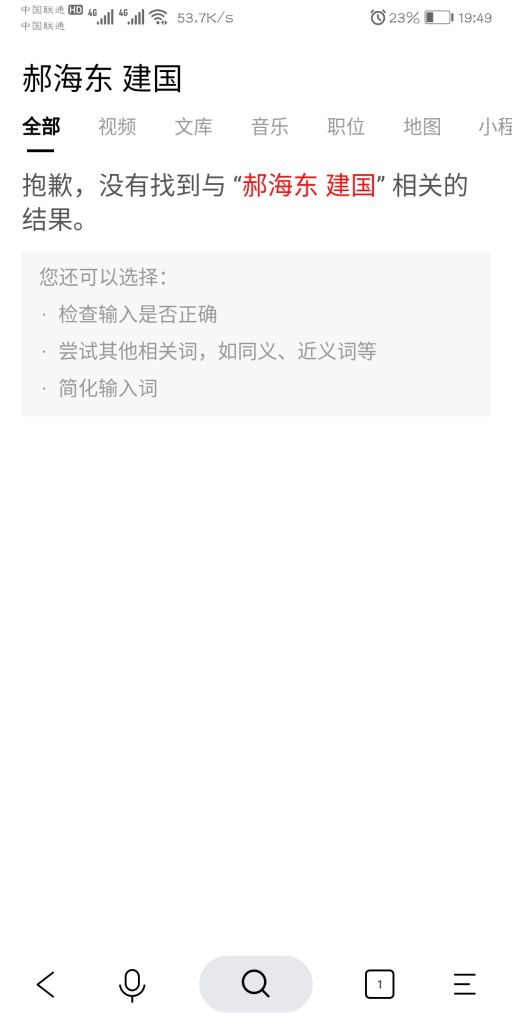 中国联通 HD 4G 4G 53.7K/s 23% 19:49
中国联通
郝海东 建国
全部 视频 文库 音乐 职位 地图 小程
抱歉，没有找到与 “郝海东 建国” 相关的
结果。
您还可以选择：
· 检查输入是否正确
· 尝试其他相关词，如同义、近义词等
· 简化输入词
1